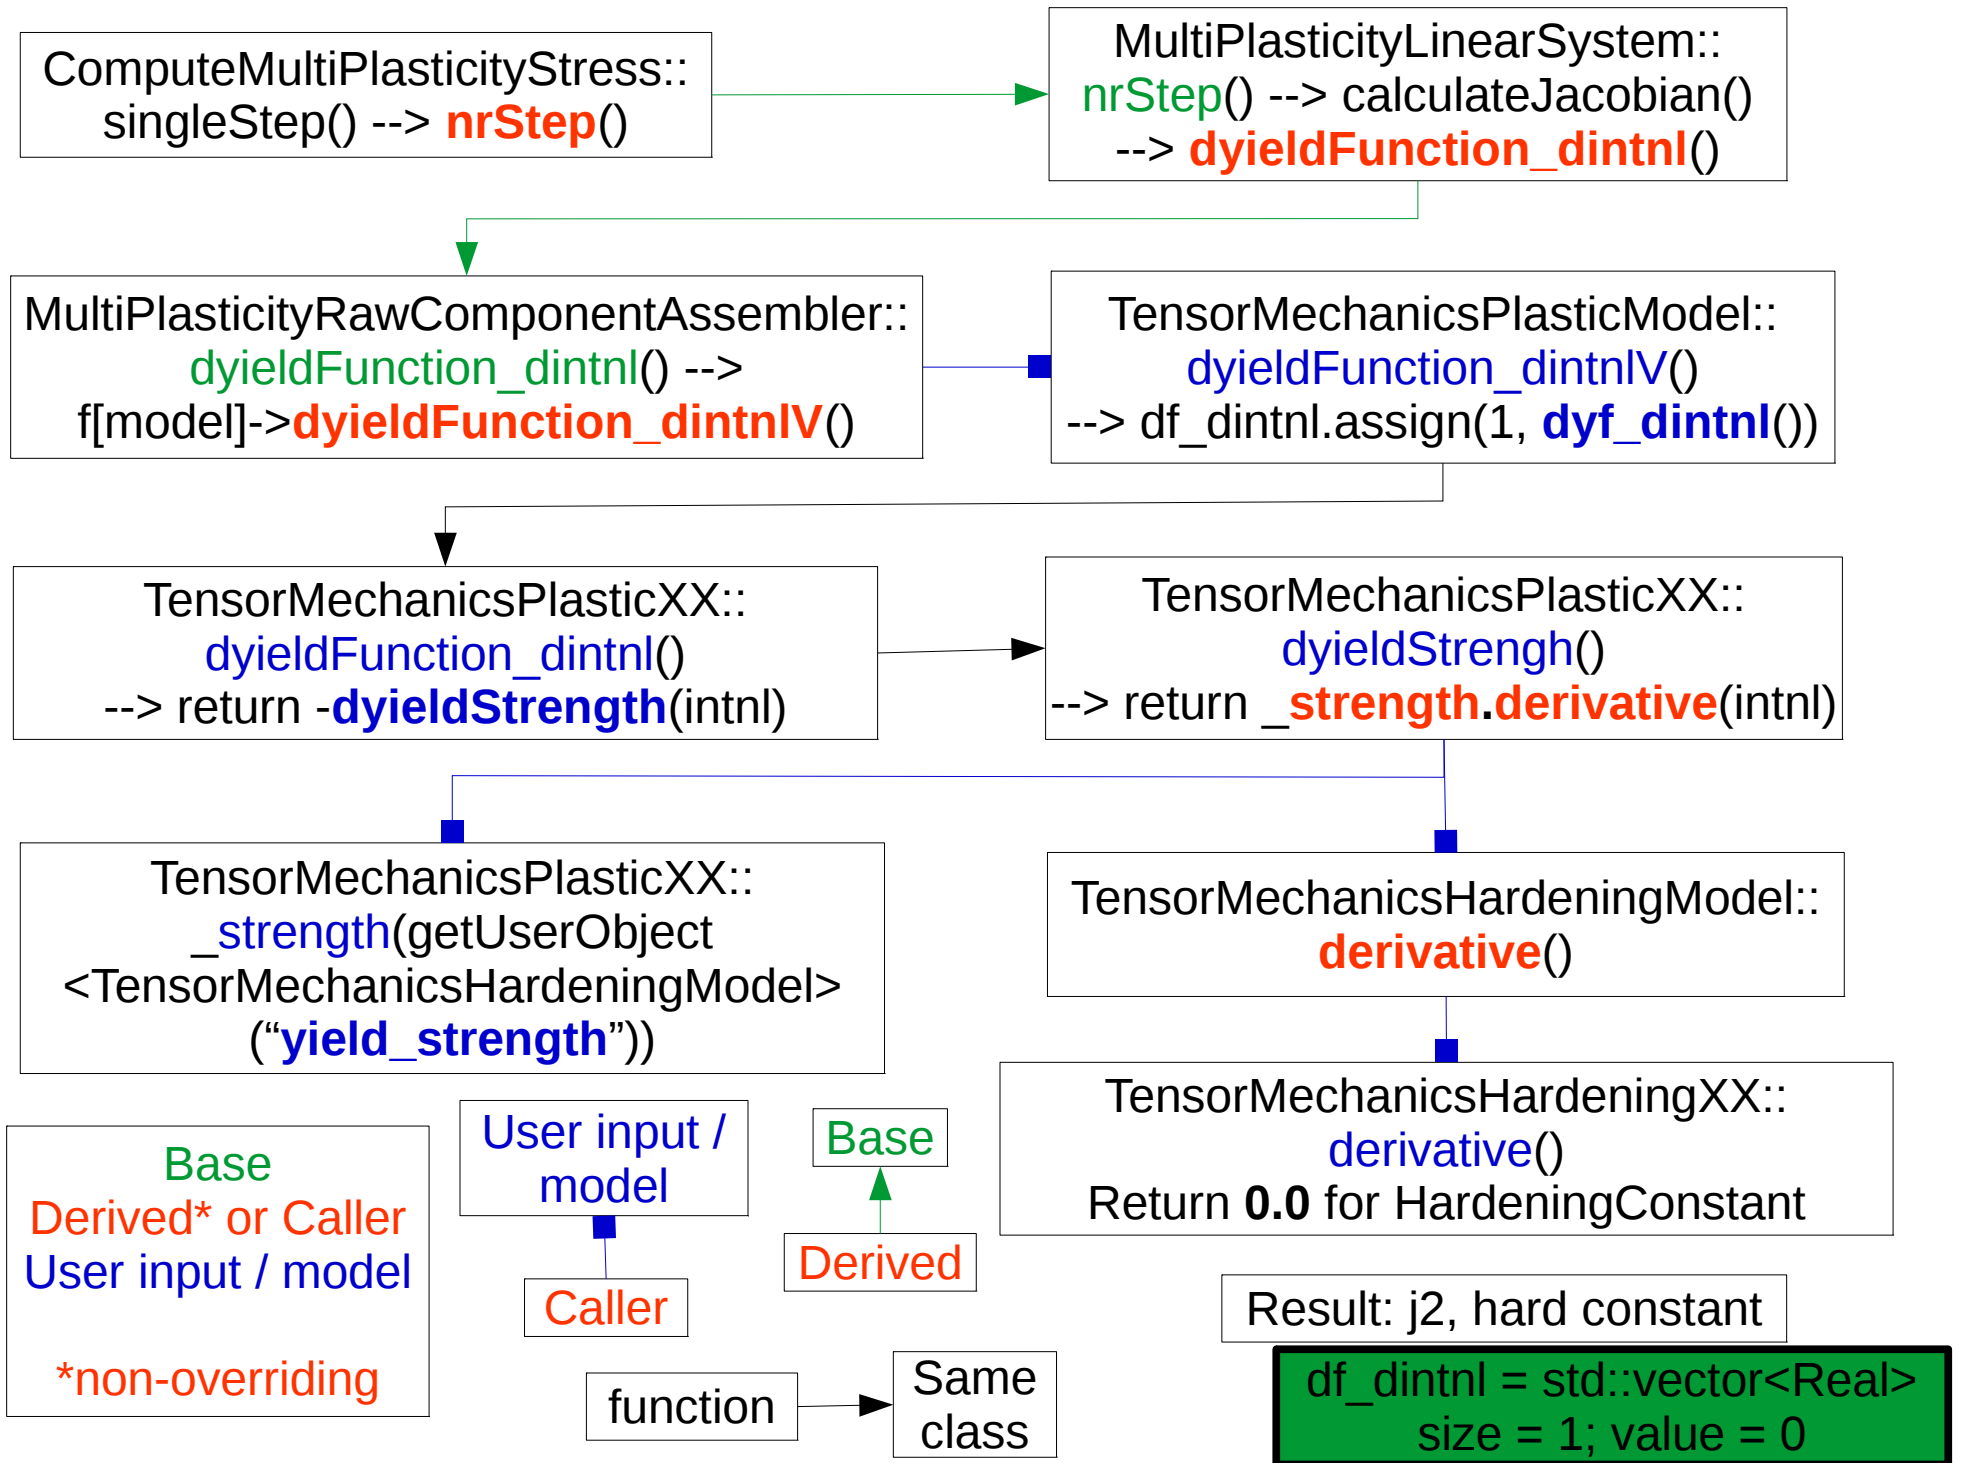 ComputeMultiPlasticityStress::
singleStep() --> nrStep()
MultiPlasticityLinearSystem::
nrStep() --> calculateJacobian()
--> dyieldFunction_dintnl()
MultiPlasticityRawComponentAssembler::
dyieldFunction_dintnl() -->
f[model]->dyieldFunction_dintnlV()
TensorMechanicsPlasticModel::
dyieldFunction_dintnlV()
--> df_dintnl.assign(1, dyf_dintnl())
TensorMechanicsPlasticXX::
dyieldFunction_dintnl()
--> return -dyieldStrength(intnl)
TensorMechanicsPlasticXX::
dyieldStrengh()
--> return _strength.derivative(intnl)
TensorMechanicsPlasticXX::
_strength(getUserObject
<TensorMechanicsHardeningModel>
(“yield_strength”))
TensorMechanicsHardeningModel::
derivative()
TensorMechanicsHardeningXX::
derivative()
Return 0.0 for HardeningConstant
Base
Derived* or Caller
User input / model
*non-overriding
User input /
model
Caller
Base
Derived
function
Same
class
Result: j2, hard constant
df_dintnl = std::vector<Real>
size = 1; value = 0